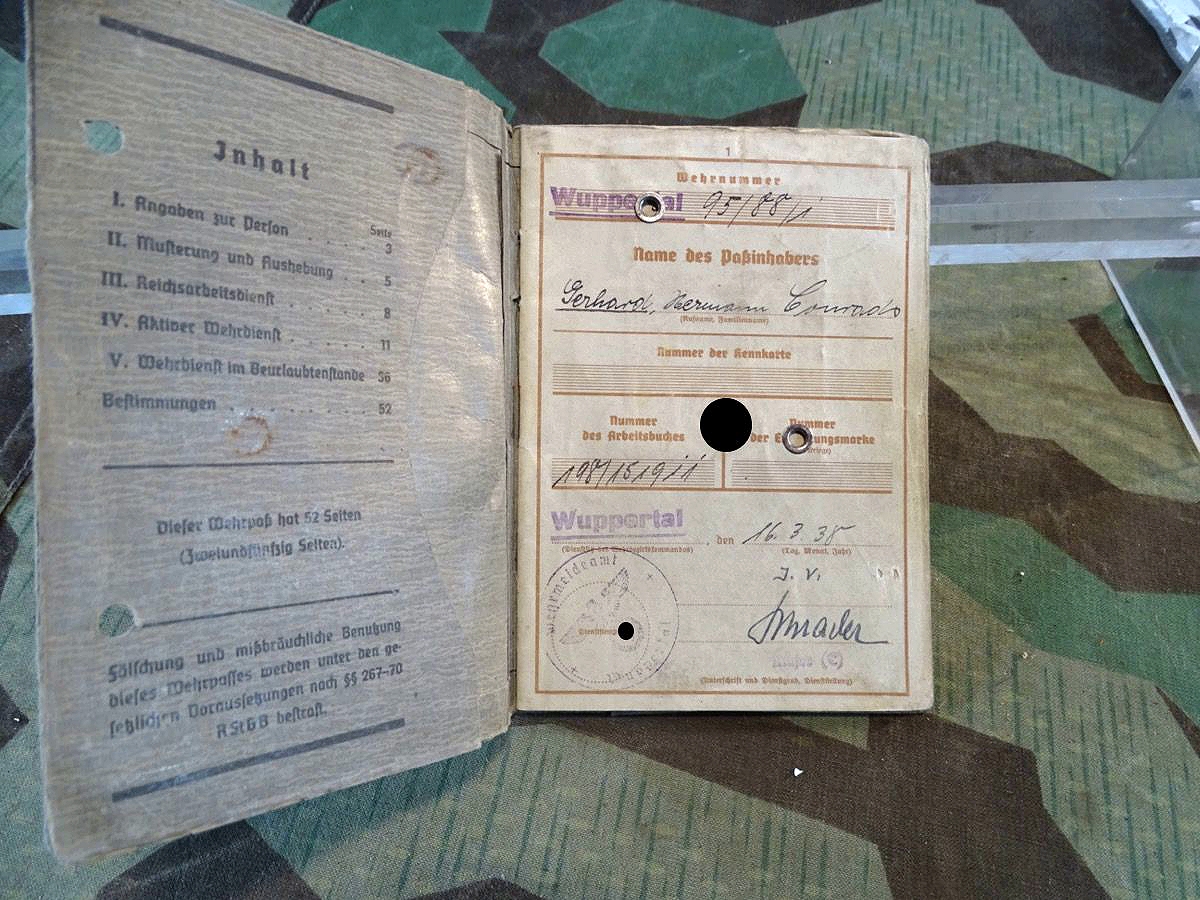 Inhalt
Seite
I. Angaben zur Person . . . . . 3
II. Musterung und Aushebung . . . 5
III. Reichsarbeitsdienst . . . . . . 8
IV. Aktiver Wehrdienst . . . . . . 11
V. Wehrdienst im Beurlaubtenstande 36
Bestimmungen . . . . . . . . . 52
Dieser Wehrpaß hat 52 Seiten
(Zweiundfünfzig Seiten).
Fälschung und mißbräuchliche Benutzung
dieses Wehrpasses werden unter den ge-
setzlichen Voraussetzungen nach §§ 267-70
RStGB bestraft.
1
Wehrnummer
Wuppertal 95/88/1
Name des Paßinhabers
Gerhard, Hermann Conrads
(Rufname, Familienname)
Nummer der Kennkarte
Nummer
des Arbeitsbuches
Nummer
der
Wuppertal, den 16. 3. 38
(Tag, Monat, Jahr)
J. V.
Wehrmeldeamt
(Unterschrift und Dienstgrad, Dienststellung)